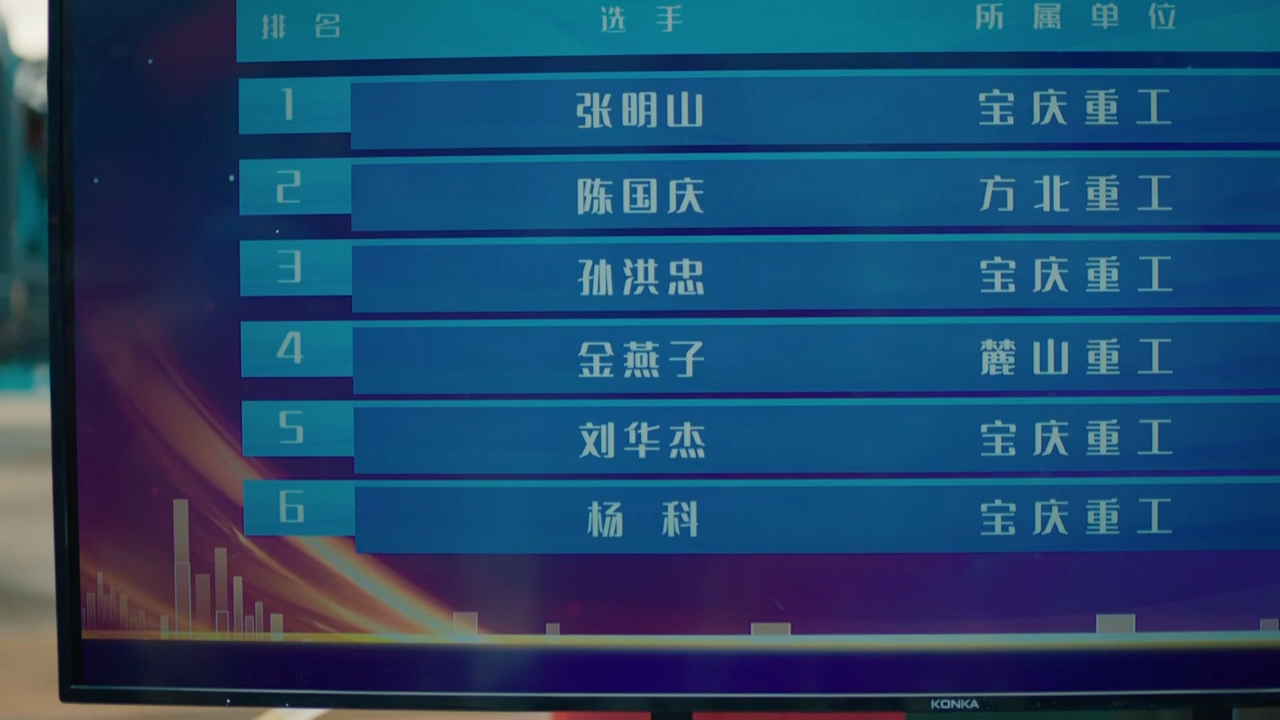 排名 选手 所属单位
1 张明山 宝庆重工
2 陈国庆 方北重工
3 孙洪忠 宝庆重工
4 金燕子 麓山重工
5 刘华杰 宝庆重工
6 杨科 宝庆重工
KONKA